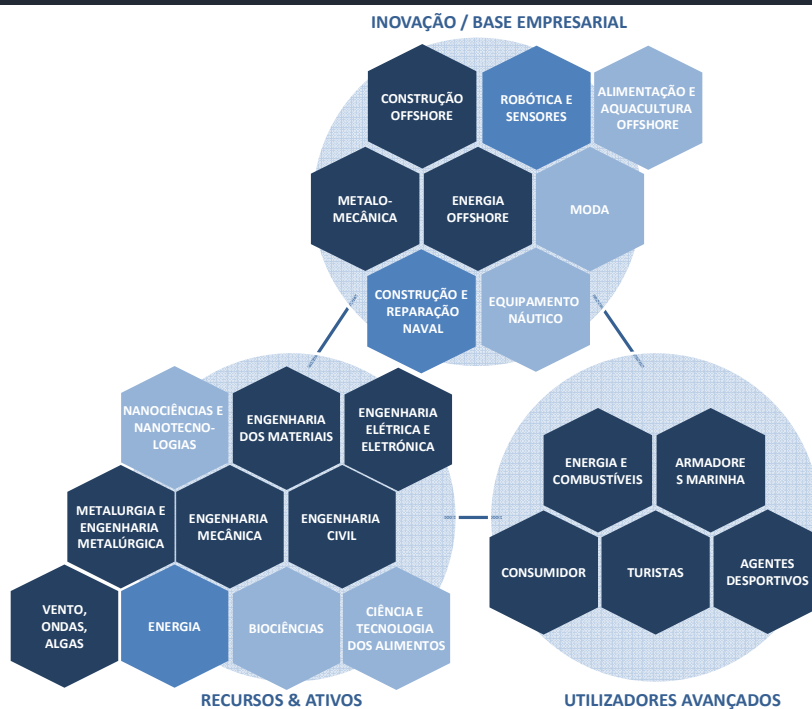 INOVAÇÃO / BASE EMPRESARIAL
CONSTRUÇÃO
OFFSHORE
ROBÓTICA E
SENSORES
ALIMENTAÇÃO E
AQUACULTURA
OFFSHORE
METALO-
MECÂNICA
ENERGIA
OFFSHORE
MODA
CONSTRUÇÃO E
REPARAÇÃO
NAVAL
EQUIPAMENTO
NÁUTICO
NANOCIÊNCIAS E
NANOTECNO-
LOGIAS
ENGENHARIA
DOS MATERIAIS
ENGENHARIA
ELÉTRICA E
ELETRÓNICA
METALURGIA E
ENGENHARIA
METALÚRGICA
ENGENHARIA
MECÂNICA
ENGENHARIA
CIVIL
VENTO,
ONDAS,
ALGAS
ENERGIA
BIOCIÊNCIAS
CIÊNCIA E
TECNOLOGIA
DOS ALIMENTOS
RECURSOS & ATIVOS
ENERGIA E
COMBUSTÍVEIS
ARMADORE
S MARINHA
CONSUMIDOR
TURISTAS
AGENTES
DESPORTIVOS
UTILIZADORES AVANÇADOS